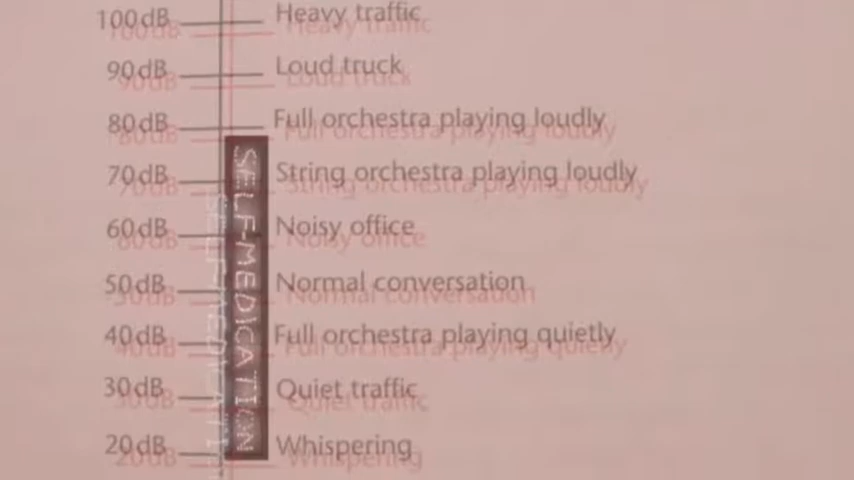 100dB Heavy traffic
90dB Loud truck
80dB Full orchestra playing loudly
70dB String orchestra playing loudly
60dB Noisy office
50dB Normal conversation
40dB Full orchestra playing quietly
30dB Quiet traffic
20dB Whispering
SELF-MEDICATION